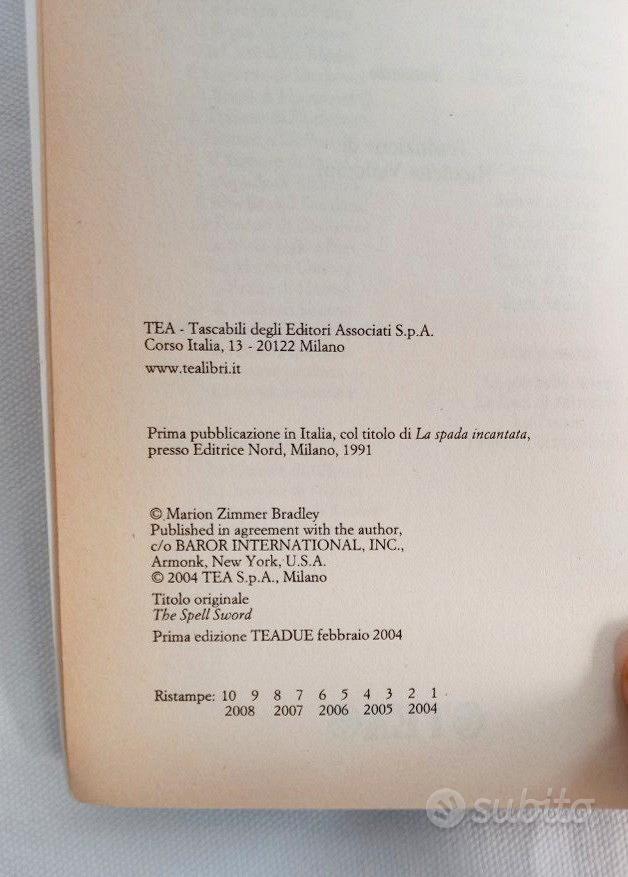 TEA - Tascabili degli Editori Associati S.p.A.
Corso Italia, 13 - 20122 Milano
www.tealibri.it
Prima pubblicazione in Italia, col titolo di La spada incantata,
presso Editrice Nord, Milano, 1991
© Marion Zimmer Bradley
Published in agreement with the author,
c/o BAROR INTERNATIONAL, INC.,
Armonk, New York, U.S.A.
© 2004 TEA S.p.A., Milano
Titolo originale
The Spell Sword
Prima edizione TEADUE febbraio 2004
Ristampe: 10 9 8 7 6 5 4 3 2 1
2008 2007 2006 2005 2004
subito